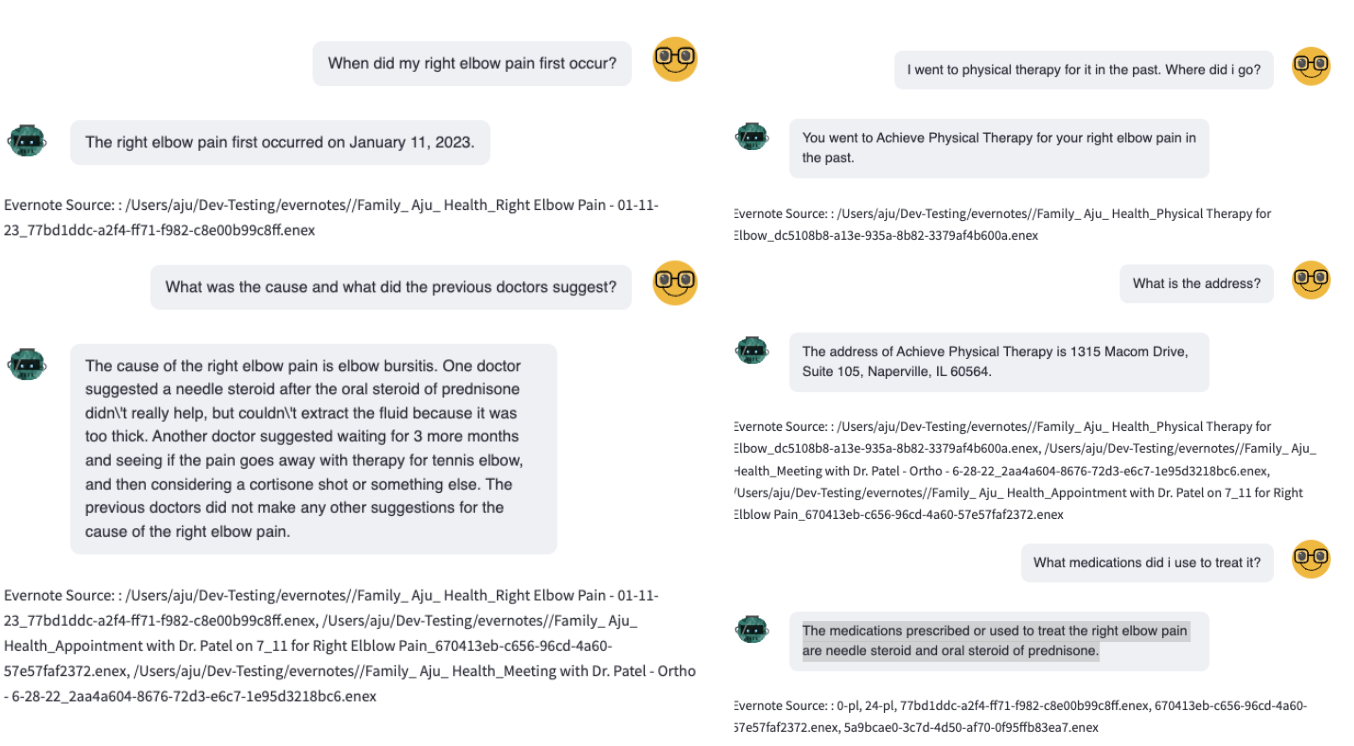 When did my right elbow pain first occur?
The right elbow pain first occurred on January 11, 2023.
Evernote Source: : /Users/aju/Dev-Testing/evernotes//Family_ Aju_ Health_Right Elbow Pain - 01-11-
23_77bd1ddc-a2f4-ff71-f982-c8e00b99c8ff.enex
What was the cause and what did the previous doctors suggest?
The cause of the right elbow pain is elbow bursitis. One doctor
suggested a needle steroid after the oral steroid of prednisone
didn\'t really help, but couldn\'t extract the fluid because it was
too thick. Another doctor suggested waiting for 3 more months
and seeing if the pain goes away with therapy for tennis elbow,
and then considering a cortisone shot or something else. The
previous doctors did not make any other suggestions for the
cause of the right elbow pain.
Evernote Source: : /Users/aju/Dev-Testing/evernotes//Family_ Aju_ Health_Right Elbow Pain - 01-11-
23_77bd1ddc-a2f4-ff71-f982-c8e00b99c8ff.enex, /Users/aju/Dev-Testing/evernotes//Family_ Aju_
Health_Appointment with Dr. Patel on 7_11 for Right Elblow Pain_670413eb-c656-96cd-4a60-
57e57faf2372.enex, /Users/aju/Dev-Testing/evernotes//Family_ Aju_ Health_Meeting with Dr. Patel - Ortho
- 6-28-22_2aa4a604-8676-72d3-e6c7-1e95d3218bc6.enex
I went to physical therapy for it in the past. Where did i go?
You went to Achieve Physical Therapy for your right elbow pain in
the past.
Evernote Source: : /Users/aju/Dev-Testing/evernotes//Family_ Aju_ Health_Physical Therapy for
Elbow_dc5108b8-a13e-935a-8b82-3379af4b600a.enex
What is the address?
The address of Achieve Physical Therapy is 1315 Macom Drive,
Suite 105, Naperville, IL 60564.
Evernote Source: : /Users/aju/Dev-Testing/evernotes//Family_ Aju_ Health_Physical Therapy for
Elbow_dc5108b8-a13e-935a-8b82-3379af4b600a.enex, /Users/aju/Dev-Testing/evernotes//Family_ Aju_
Health_Meeting with Dr. Patel - Ortho - 6-28-22_2aa4a604-8676-72d3-e6c7-1e95d3218bc6.enex,
/Users/aju/Dev-Testing/evernotes//Family_ Aju_ Health_Appointment with Dr. Patel on 7_11 for Right
Elblow Pain_670413eb-c656-96cd-4a60-57e57faf2372.enex
What medications did i use to treat it?
The medications prescribed or used to treat the right elbow pain
are needle steroid and oral steroid of prednisone.
Evernote Source: : 0-pl, 24-pl, 77bd1ddc-a2f4-ff71-f982-c8e00b99c8ff.enex, 670413eb-c656-96cd-4a60-
57e57faf2372.enex, 5a9bcae0-3c7d-4d50-af70-0f95ffb83ea7.enex